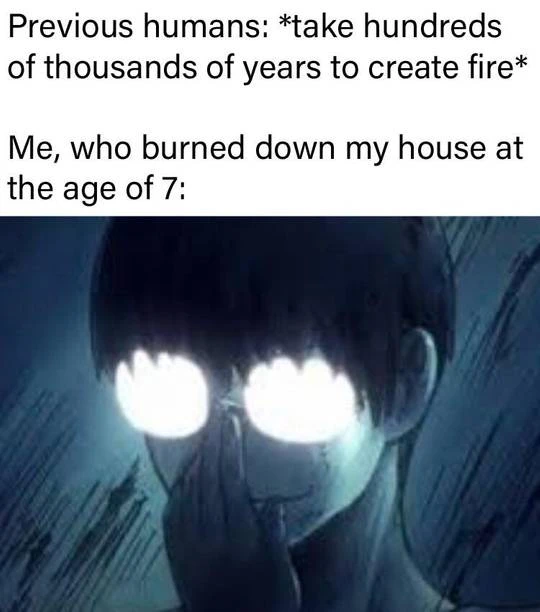 Previous humans: *take hundreds
of thousands of years to create fire*
Me, who burned down my house at
the age of 7: